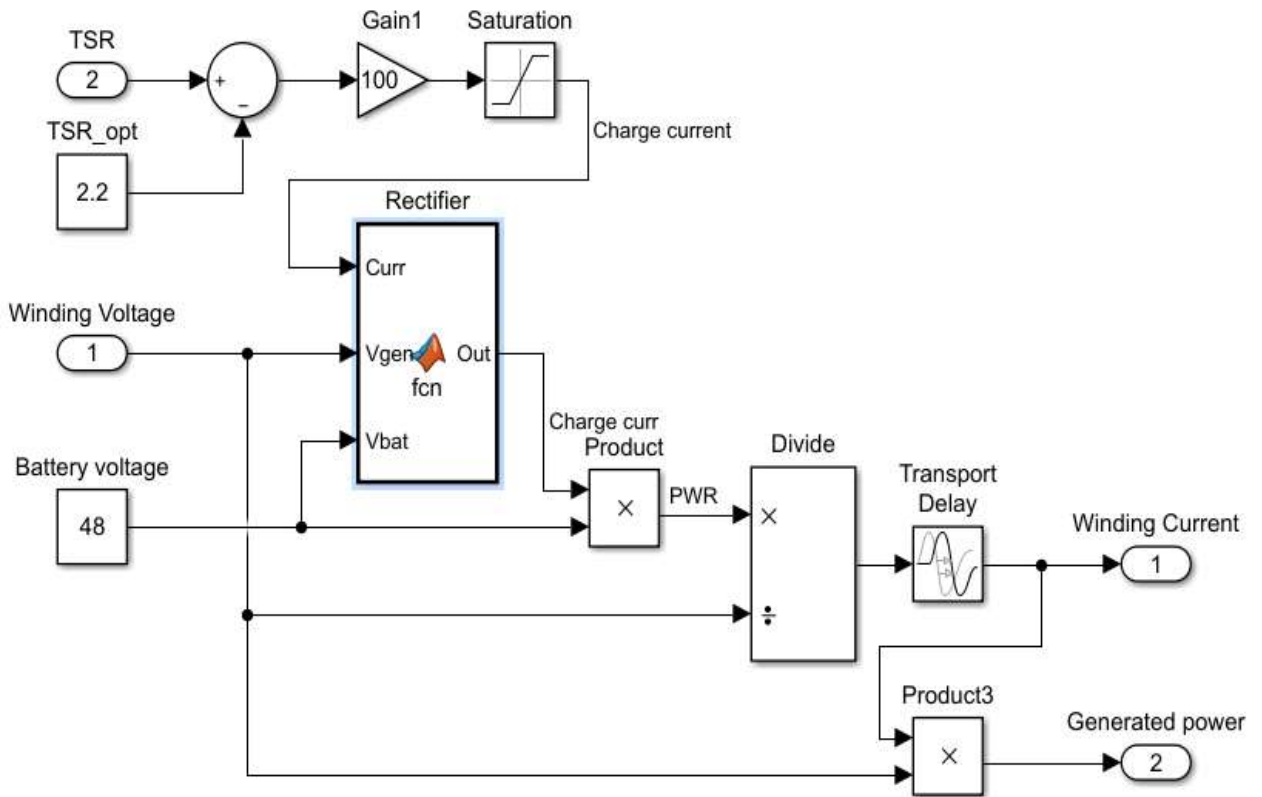 Gain1
Saturation
TSR
2
+
−
100
Charge current
TSR_opt
2.2
Rectifier
Curr
Winding Voltage
1
Vgen
Out
fcn
Vbat
Charge curr
Product
Divide
Battery voltage
48
×
PWR
×
Transport
Delay
Winding Current
1
÷
Product3
Generated power
×
2